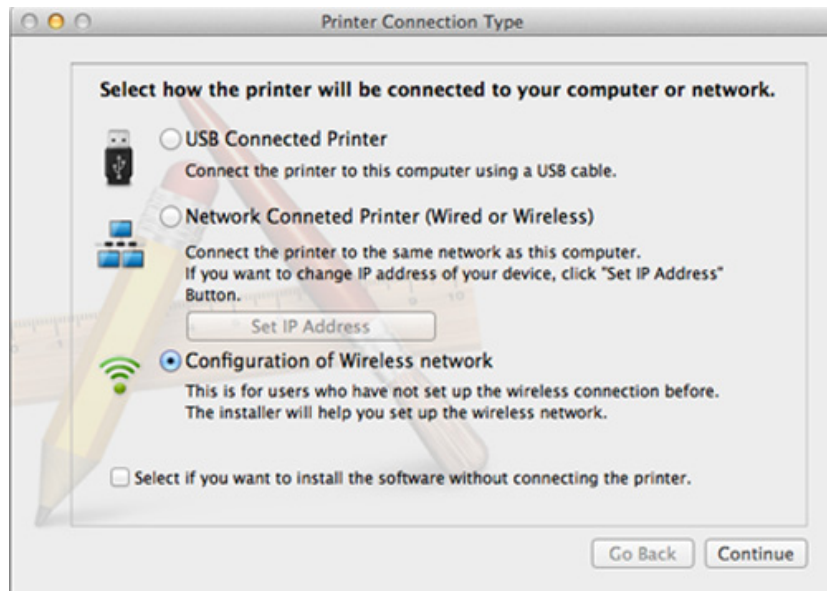 Printer Connection Type
Select how the printer will be connected to your computer or network.
USB Connected Printer
Connect the printer to this computer using a USB cable.
Network Conneted Printer (Wired or Wireless)
Connect the printer to the same network as this computer.
If you want to change IP address of your device, click "Set IP Address"
Button.
Set IP Address
Configuration of Wireless network
This is for users who have not set up the wireless connection before.
The installer will help you set up the wireless network.
Select if you want to install the software without connecting the printer.
Go Back Continue